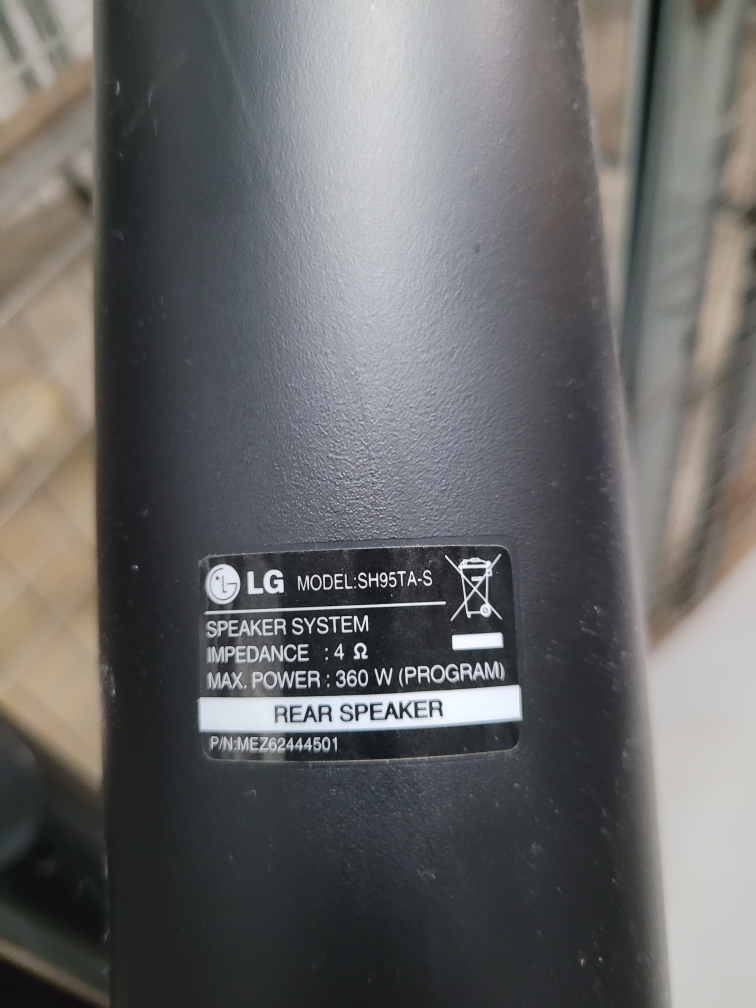 LG MODEL:SH95TA-S
SPEAKER SYSTEM
IMPEDANCE : 4 Ω
MAX. POWER : 360 W (PROGRAM)
REAR SPEAKER
P/N:MEZ62444501